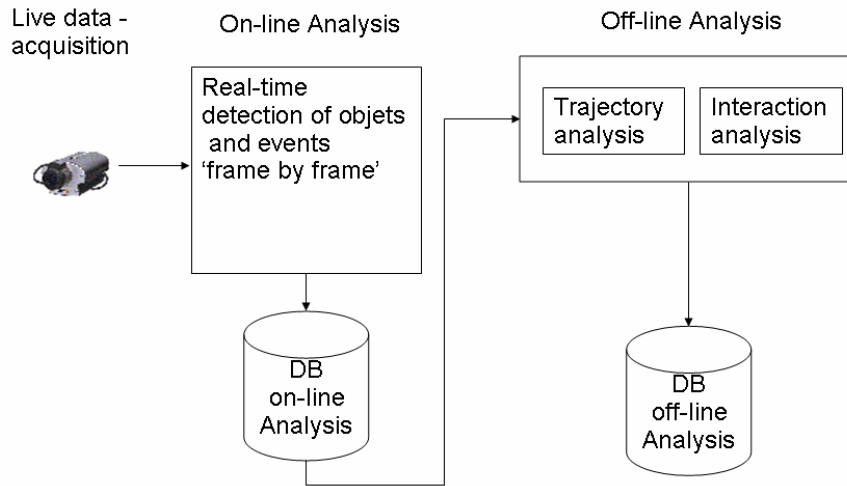 Live data -
acquisition
On-line Analysis
Off-line Analysis
Real-time
detection of objets
and events
‘frame by frame’
Trajectory
analysis
Interaction
analysis
DB
on-line
Analysis
DB
off-line
Analysis